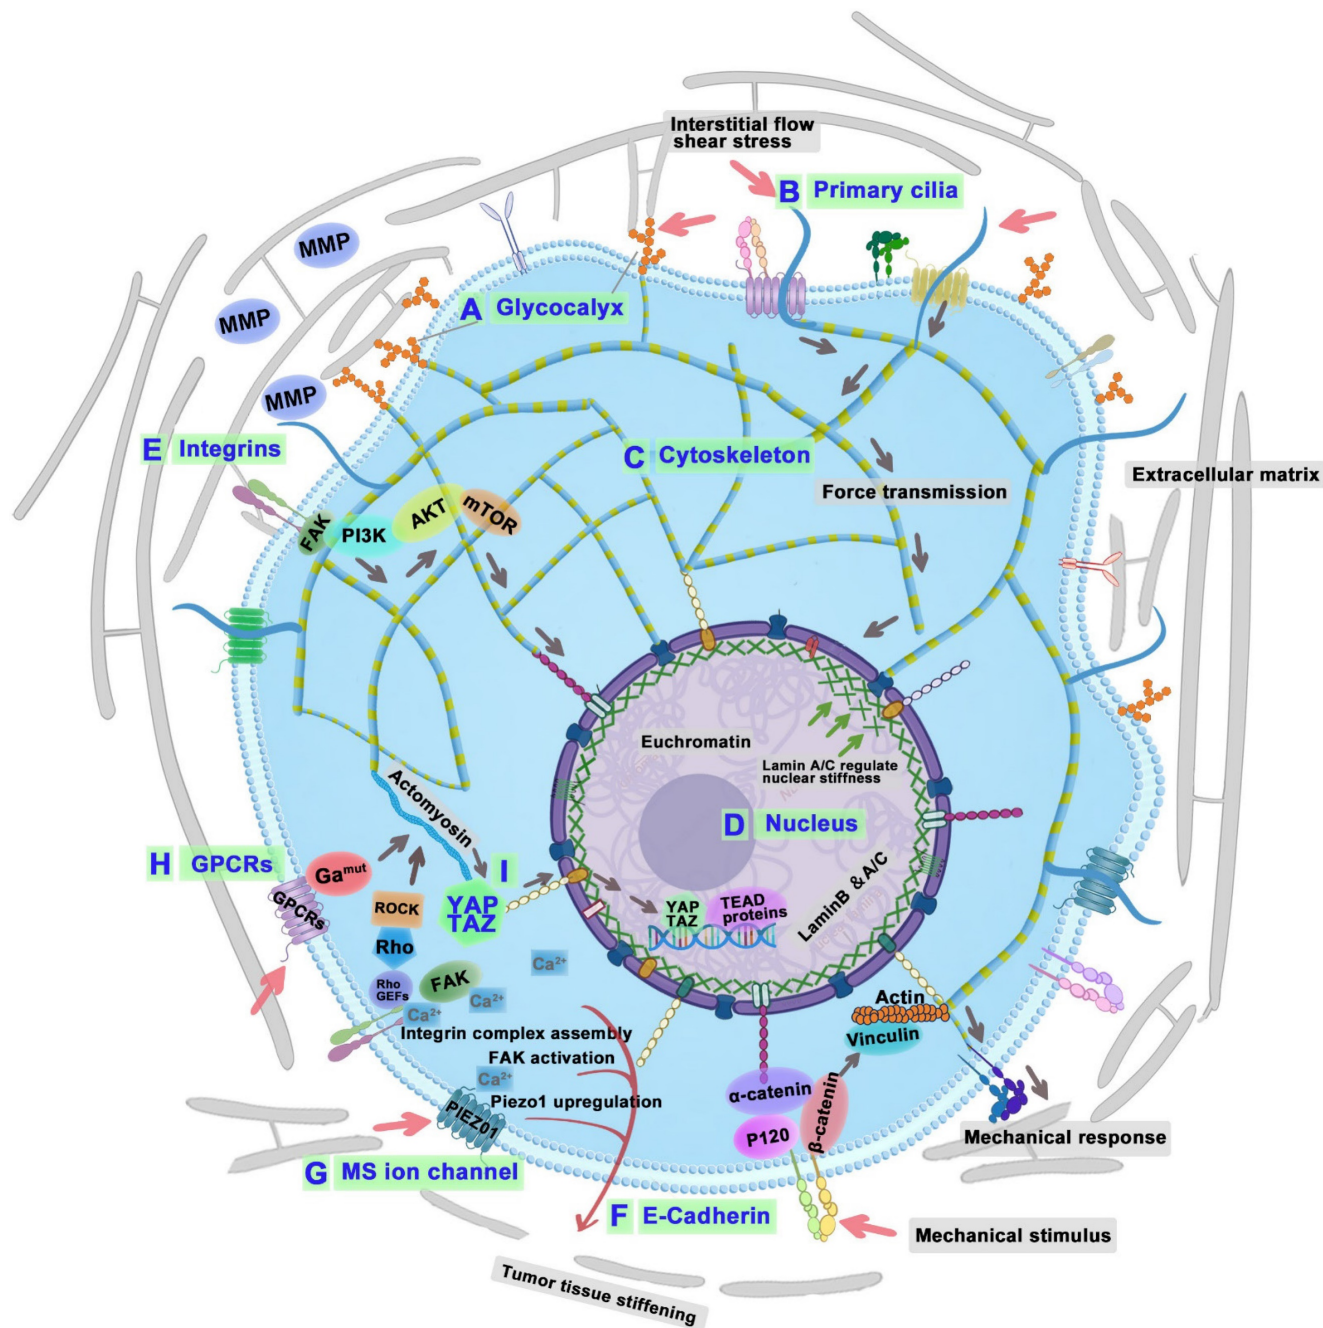 Interstitial flow
shear stress
B Primary cilia
MMP
A Glycocalyx
MMP
MMP
E Integrins
C Cytoskeleton
Extracellular matrix
Force transmission
FAK
PI3K
AKT
mTOR
Euchromatin
Lamin A/C regulate
nuclear stiffness
Actomyosin
D Nucleus
H GPCRs
Ga^mut
GPCRs
I
YAP
TAZ
ROCK
Rho
Rho
GEFs
FAK
YAP
TAZ
TEAD
proteins
LaminB & A/C
Ca²⁺
Ca²⁺
Ca²⁺
Integrin complex assembly
FAK activation
Ca²⁺
Piezo1 upregulation
PIEZ01
Actin
Vinculin
α-catenin
β-catenin
P120
Mechanical response
G MS ion channel
F E-Cadherin
Mechanical stimulus
Tumor tissue stiffening